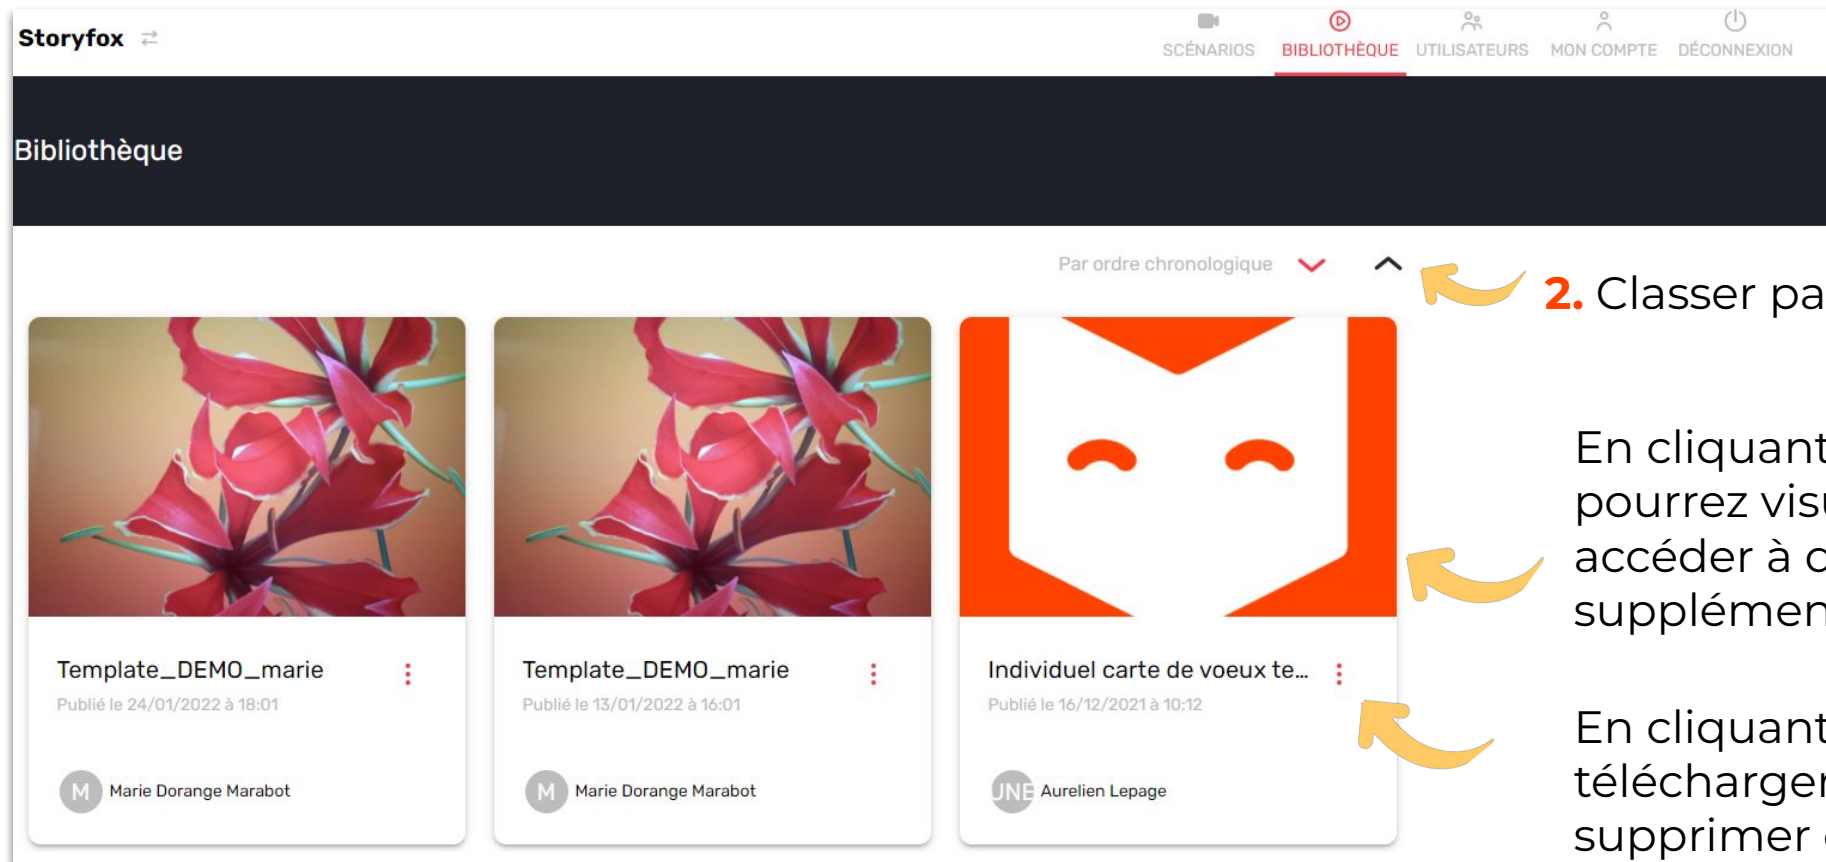 Storyfox
SCÉNARIOS
BIBLIOTHÈQUE
UTILISATEURS
MON COMPTE
DÉCONNEXION
Bibliothèque
Par ordre chronologique
2. Classer pa
En cliquant
pourrez vis
accéder à
supplémen
Template_DEMO_marie
Publié le 24/01/2022 à 18:01
M Marie Dorange Marabot
Template_DEMO_marie
Publié le 13/01/2022 à 16:01
M Marie Dorange Marabot
Individuel carte de voeux te...
Publié le 16/12/2021 à 10:12
UNE Aurelien Lepage
En cliquant
télécharger
supprimer